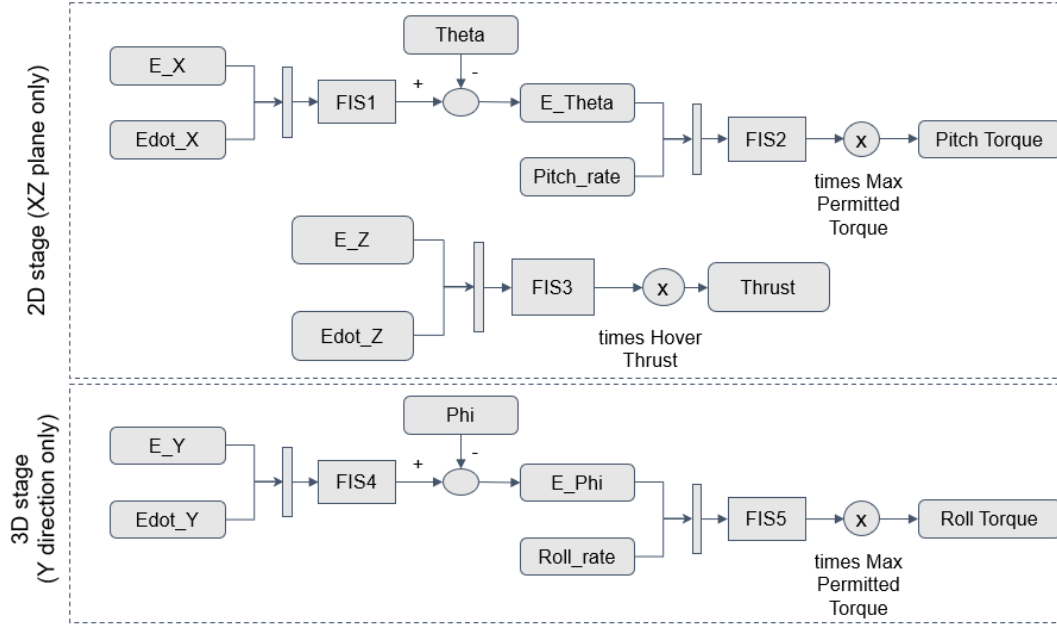 2D stage (XZ plane only)
Theta
E_X
+
-
FIS1
E_Theta
Edot_X
FIS2
x
Pitch Torque
Pitch_rate
times Max
Permitted
Torque
E_Z
FIS3
x
Thrust
Edot_Z
times Hover
Thrust
3D stage
(Y direction only)
Phi
E_Y
+
-
FIS4
E_Phi
Edot_Y
FIS5
x
Roll Torque
Roll_rate
times Max
Permitted
Torque